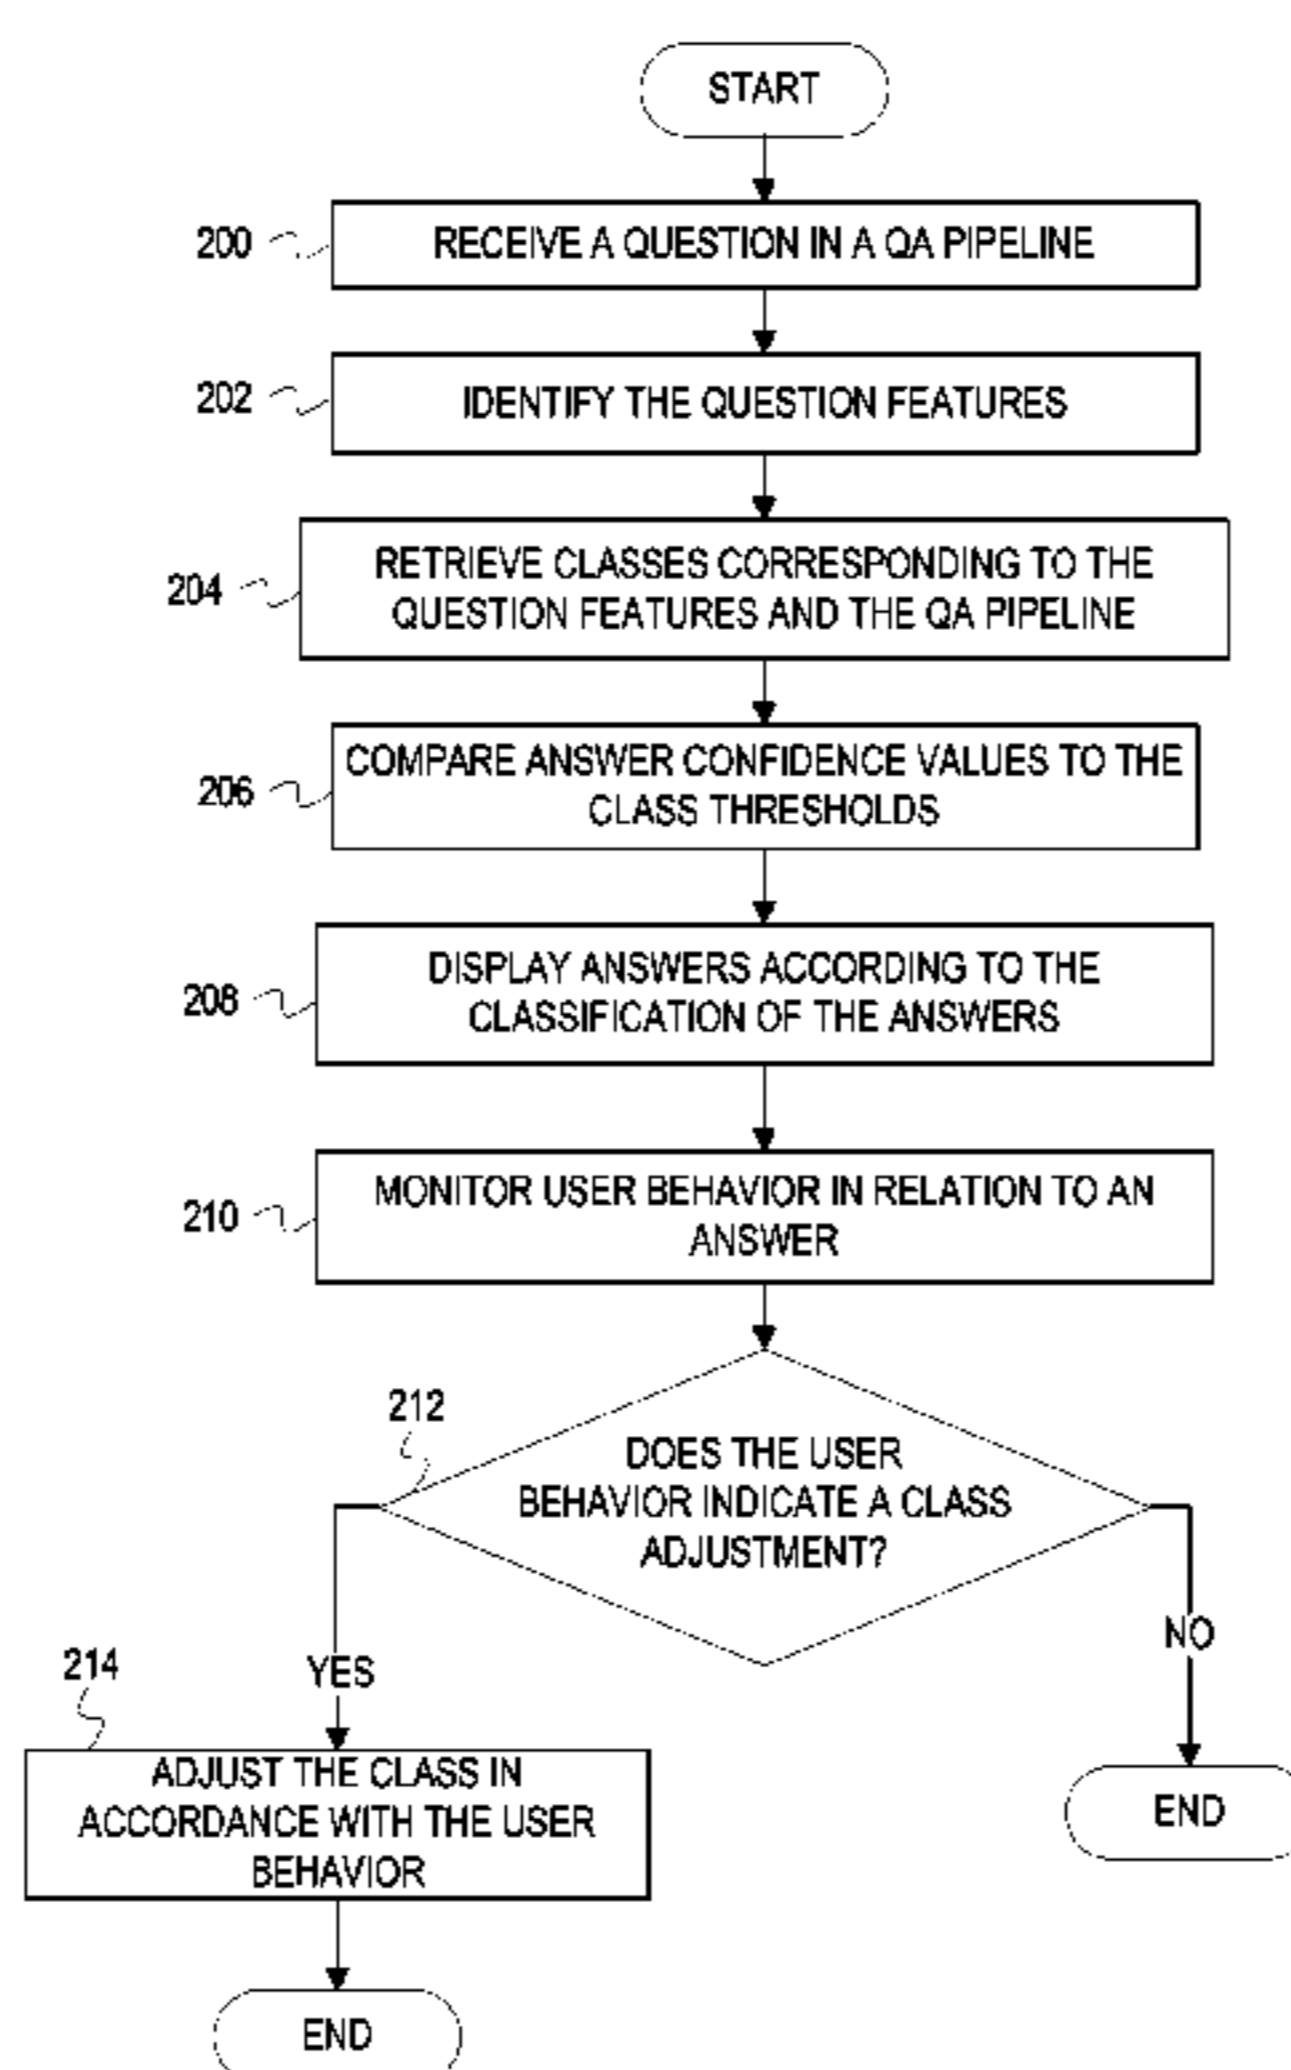 START
200
RECEIVE A QUESTION IN A QA PIPELINE
202
IDENTIFY THE QUESTION FEATURES
204
RETRIEVE CLASSES CORRESPONDING TO THE
QUESTION FEATURES AND THE QA PIPELINE
206
COMPARE ANSWER CONFIDENCE VALUES TO THE
CLASS THRESHOLDS
208
DISPLAY ANSWERS ACCORDING TO THE
CLASSIFICATION OF THE ANSWERS
210
MONITOR USER BEHAVIOR IN RELATION TO AN
ANSWER
212
DOES THE USER
BEHAVIOR INDICATE A CLASS
ADJUSTMENT?
YES
NO
214
ADJUST THE CLASS IN
ACCORDANCE WITH THE USER
BEHAVIOR
END
END